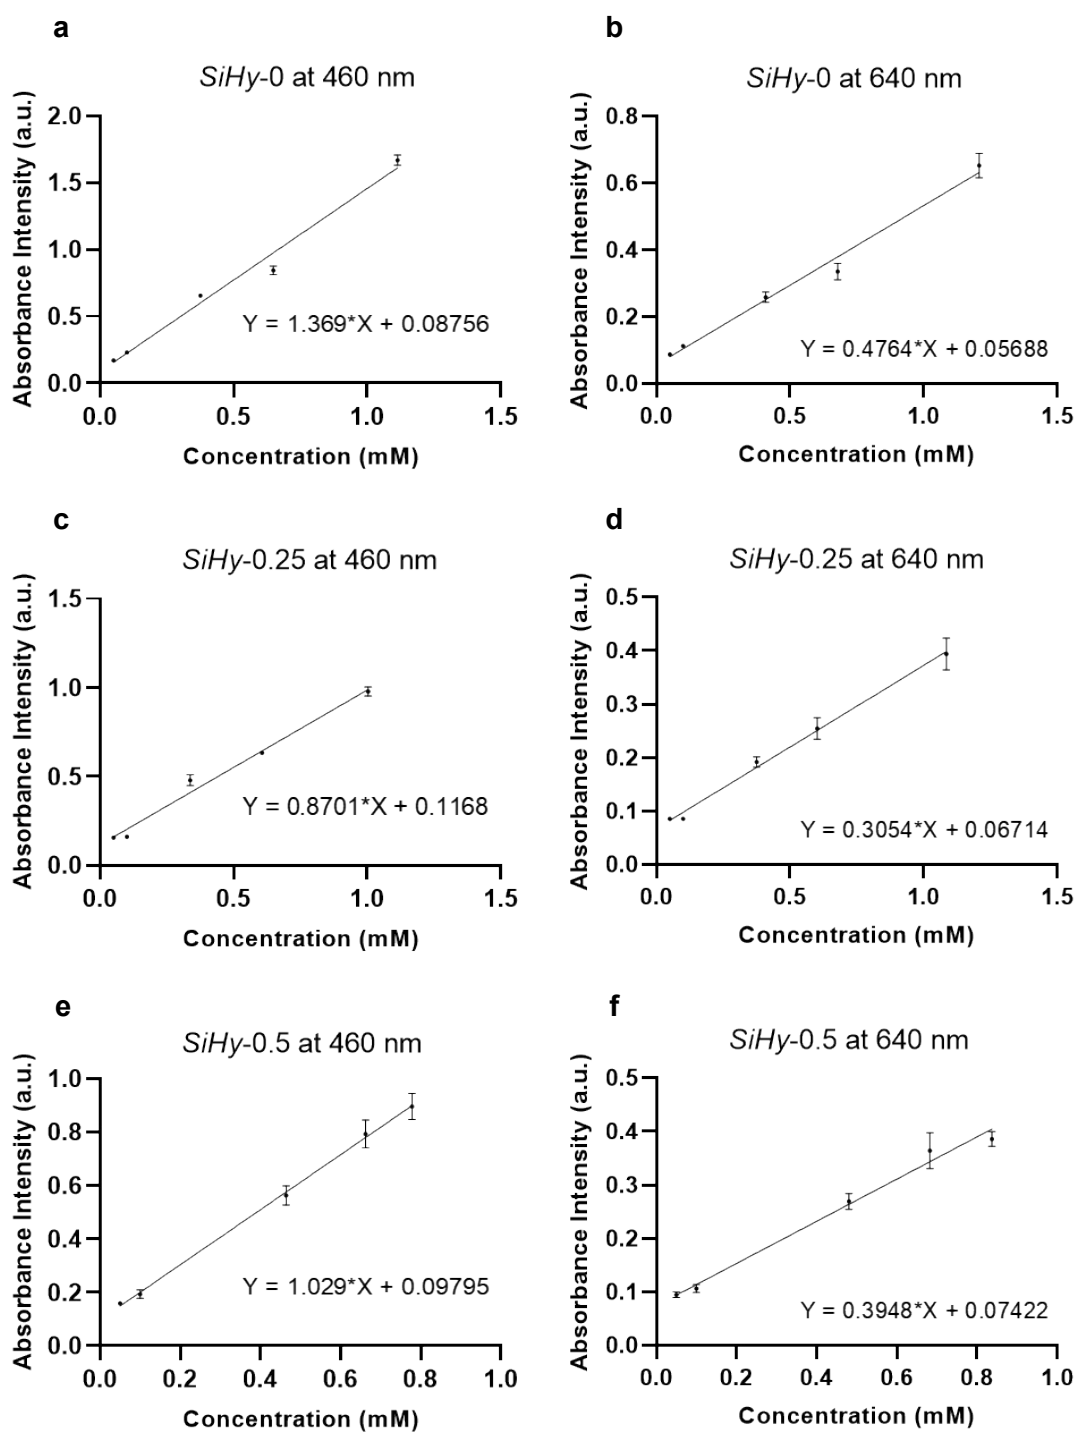 a
SiHy-0 at 460 nm
Absorbance Intensity (a.u.)
2.0
1.5
1.0
0.5
0.0
Y = 1.369*X + 0.08756
0.0 0.5 1.0 1.5
Concentration (mM)
b
SiHy-0 at 640 nm
Absorbance Intensity (a.u.)
0.8
0.6
0.4
0.2
0.0
Y = 0.4764*X + 0.05688
0.0 0.5 1.0 1.5
Concentration (mM)
c
SiHy-0.25 at 460 nm
Absorbance Intensity (a.u.)
1.5
1.0
0.5
0.0
Y = 0.8701*X + 0.1168
0.0 0.5 1.0 1.5
Concentration (mM)
d
SiHy-0.25 at 640 nm
Absorbance Intensity (a.u.)
0.5
0.4
0.3
0.2
0.1
0.0
Y = 0.3054*X + 0.06714
0.0 0.5 1.0 1.5
Concentration (mM)
e
SiHy-0.5 at 460 nm
Absorbance Intensity (a.u.)
1.0
0.8
0.6
0.4
0.2
0.0
Y = 1.029*X + 0.09795
0.0 0.2 0.4 0.6 0.8 1.0
Concentration (mM)
f
SiHy-0.5 at 640 nm
Absorbance Intensity (a.u.)
0.5
0.4
0.3
0.2
0.1
0.0
Y = 0.3948*X + 0.07422
0.0 0.2 0.4 0.6 0.8 1.0
Concentration (mM)